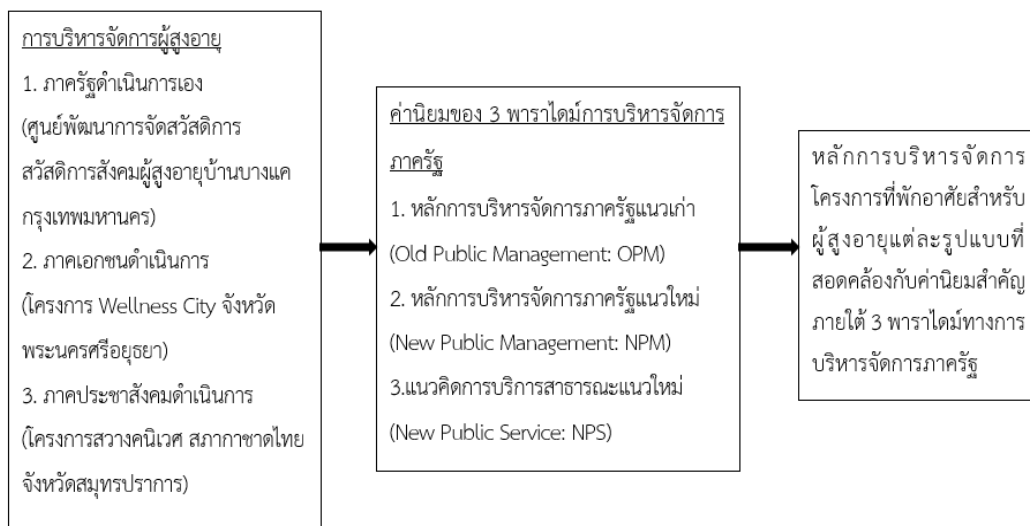 การบริหารจัดการผู้สูงอายุ
1. ภาครัฐดำเนินการเอง
(ศูนย์พัฒนาการจัดสวัสดิการ
สวัสดิการสังคมผู้สูงอายุบ้านบางแค
กรุงเทพมหานคร)
2. ภาคเอกชนดำเนินการ
(โครงการ Wellness City จังหวัด
พระนครศรีอยุธยา)
3. ภาคประชาสังคมดำเนินการ
(โครงการสวางคนิเวศ สภากาชาดไทย
จังหวัดสมุทรปราการ)
ค่านิยมของ 3 พาราไดม์การบริหารจัดการ
ภาครัฐ
1. หลักการบริหารจัดการภาครัฐแนวเก่า
(Old Public Management: OPM)
2. หลักการบริหารจัดการภาครัฐแนวใหม่
(New Public Management: NPM)
3.แนวคิดการบริการสาธารณะแนวใหม่
(New Public Service: NPS)
หลักการบริหารจัดการ
โครงการที่พักอาศัยสำหรับ
ผู้สูงอายุแต่ละรูปแบบที่
สอดคล้องกับค่านิยมสำคัญ
ภายใต้ 3 พาราไดม์ทางการ
บริหารจัดการภาครัฐ